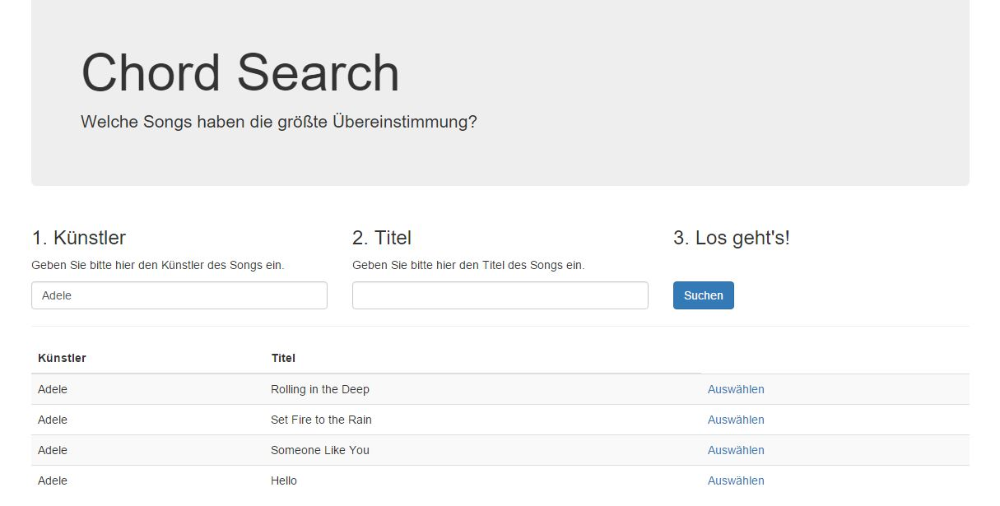 Chord Search
Welche Songs haben die größte Übereinstimmung?
1. Künstler
Geben Sie bitte hier den Künstler des Songs ein.
Adele
2. Titel
Geben Sie bitte hier den Titel des Songs ein.
3. Los geht's!
Suchen
Künstler Titel
Adele Rolling in the Deep Auswählen
Adele Set Fire to the Rain Auswählen
Adele Someone Like You Auswählen
Adele Hello Auswählen